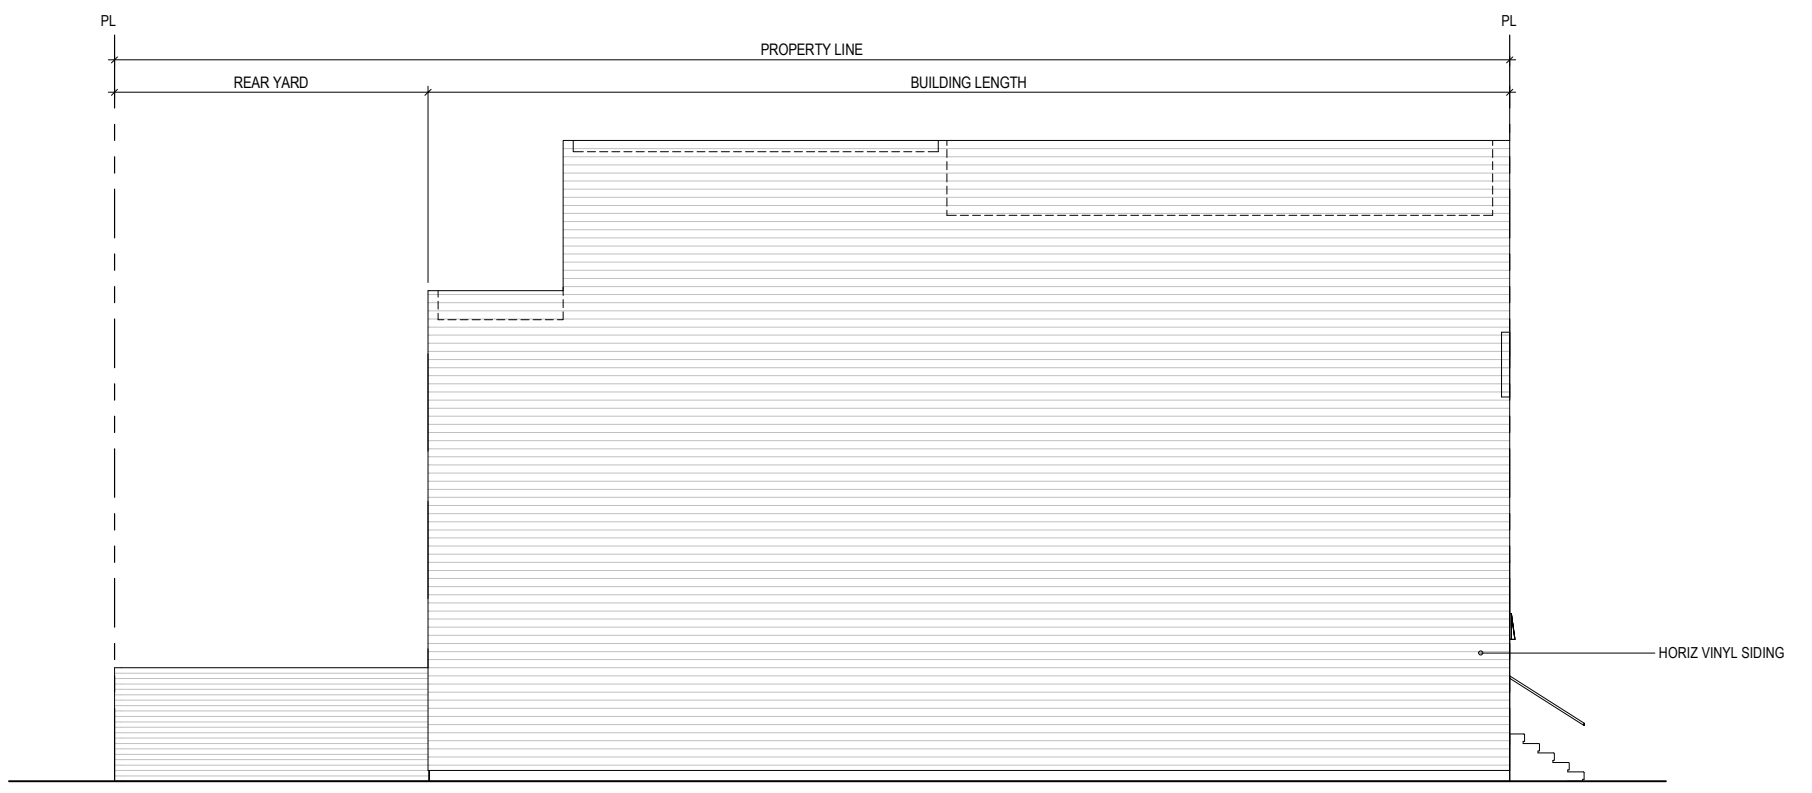 PL
PL
PROPERTY LINE
REAR YARD
BUILDING LENGTH
HORIZ VINYL SIDING